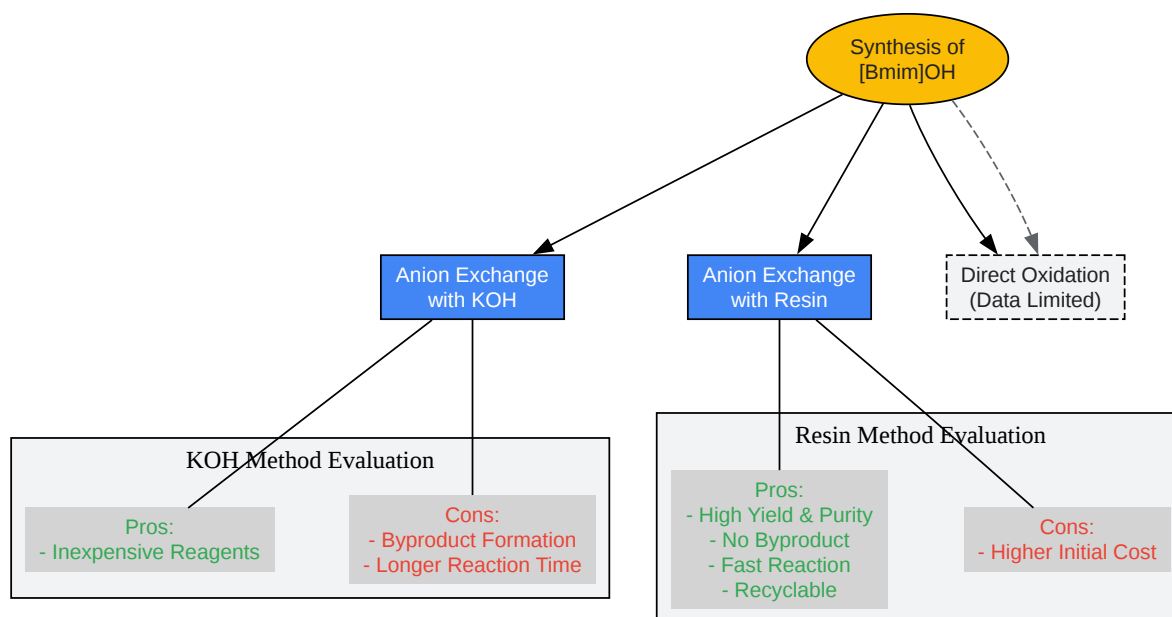 Synthesis of
[Bmim]OH
Anion Exchange
with KOH
Anion Exchange
with Resin
Direct Oxidation
(Data Limited)
KOH Method Evaluation
Pros:
- Inexpensive Reagents
Cons:
- Byproduct Formation
- Longer Reaction Time
Resin Method Evaluation
Pros:
- High Yield & Purity
- No Byproduct
- Fast Reaction
- Recyclable
Cons:
- Higher Initial Cost